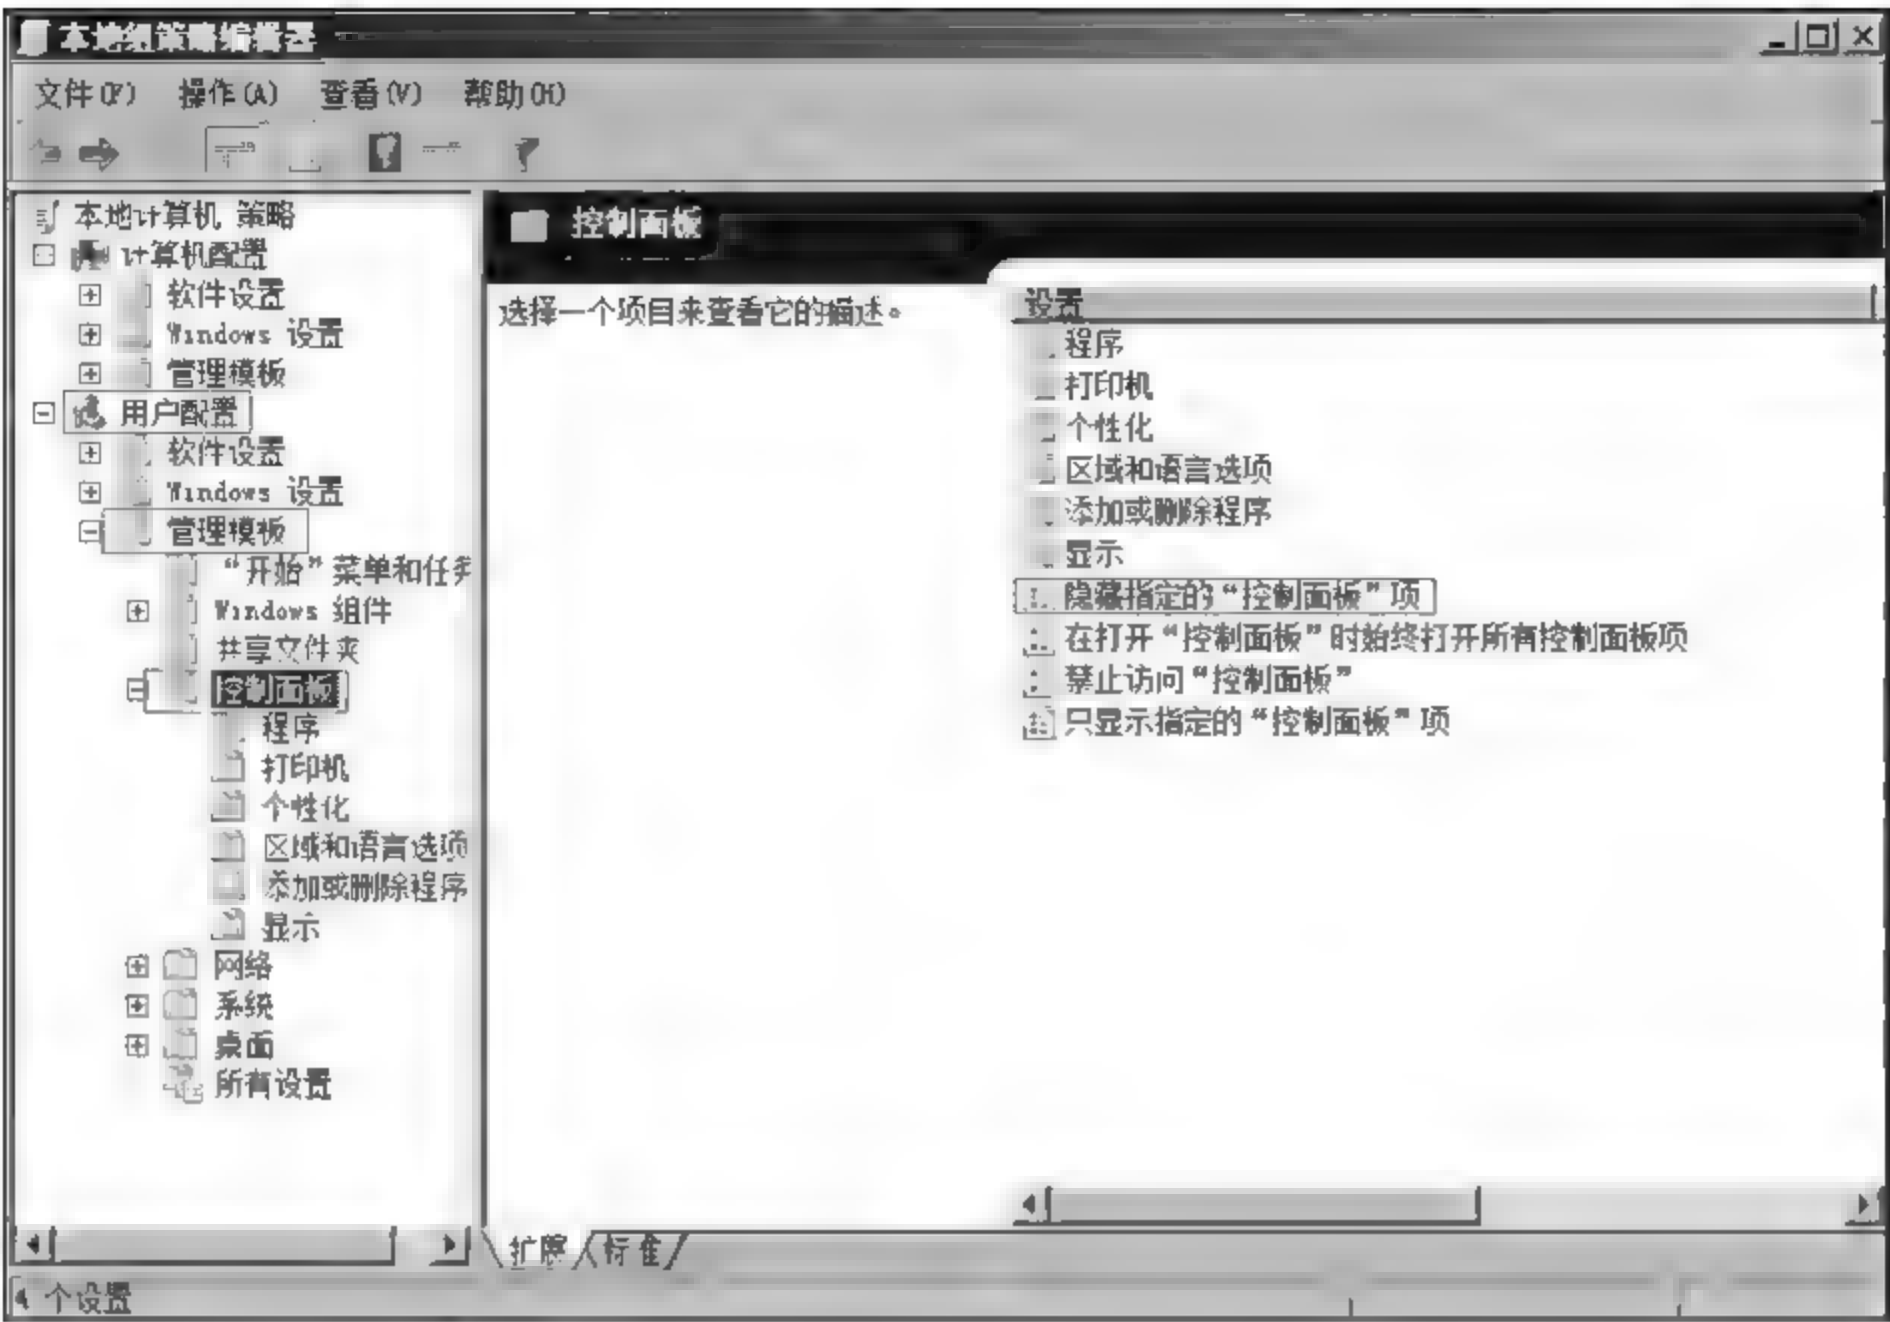 本地组策略编辑器
文件(F) 操作(A) 查看(V) 帮助(H)
本地计算机 策略
计算机配置
软件设置
Windows 设置
管理模板
用户配置
软件设置
Windows 设置
管理模板
“开始”菜单和任务
Windows 组件
共享文件夹
控制面板
程序
打印机
个性化
区域和语言选项
添加或删除程序
显示
网络
系统
桌面
所有设置
控制面板
选择一个项目来查看它的描述。
设置
程序
打印机
个性化
区域和语言选项
添加或删除程序
显示
隐藏指定的“控制面板”项
在打开“控制面板”时始终打开所有控制面板项
禁止访问“控制面板”
只显示指定的“控制面板”项
扩展 标准
4 个设置